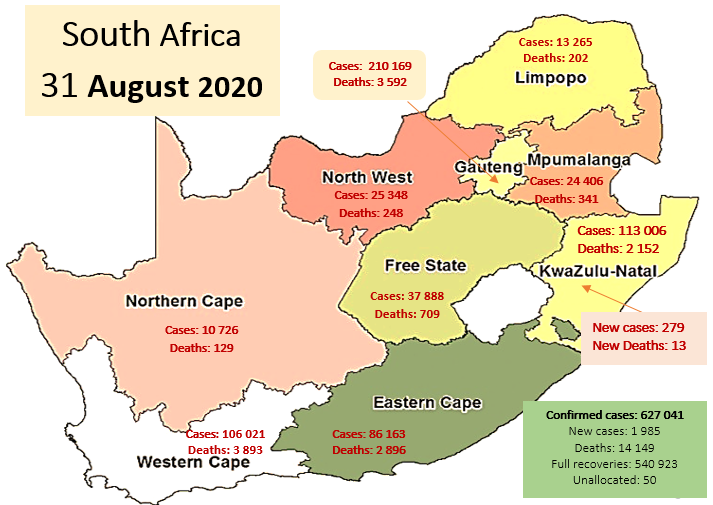 South Africa
31 August 2020
Cases: 13 265
Deaths: 202
Limpopo
Cases: 210 169
Deaths: 3 592
Gauteng
Mpumalanga
Cases: 24 406
Deaths: 341
North West
Cases: 25 348
Deaths: 248
Cases: 113 006
Deaths: 2 152
KwaZulu-Natal
Free State
Cases: 37 888
Deaths: 709
Northern Cape
Cases: 10 726
Deaths: 129
New cases: 279
New Deaths: 13
Eastern Cape
Cases: 86 163
Deaths: 2 896
Cases: 106 021
Deaths: 3 893
Western Cape
Confirmed cases: 627 041
New cases: 1 985
Deaths: 14 149
Full recoveries: 540 923
Unallocated: 50